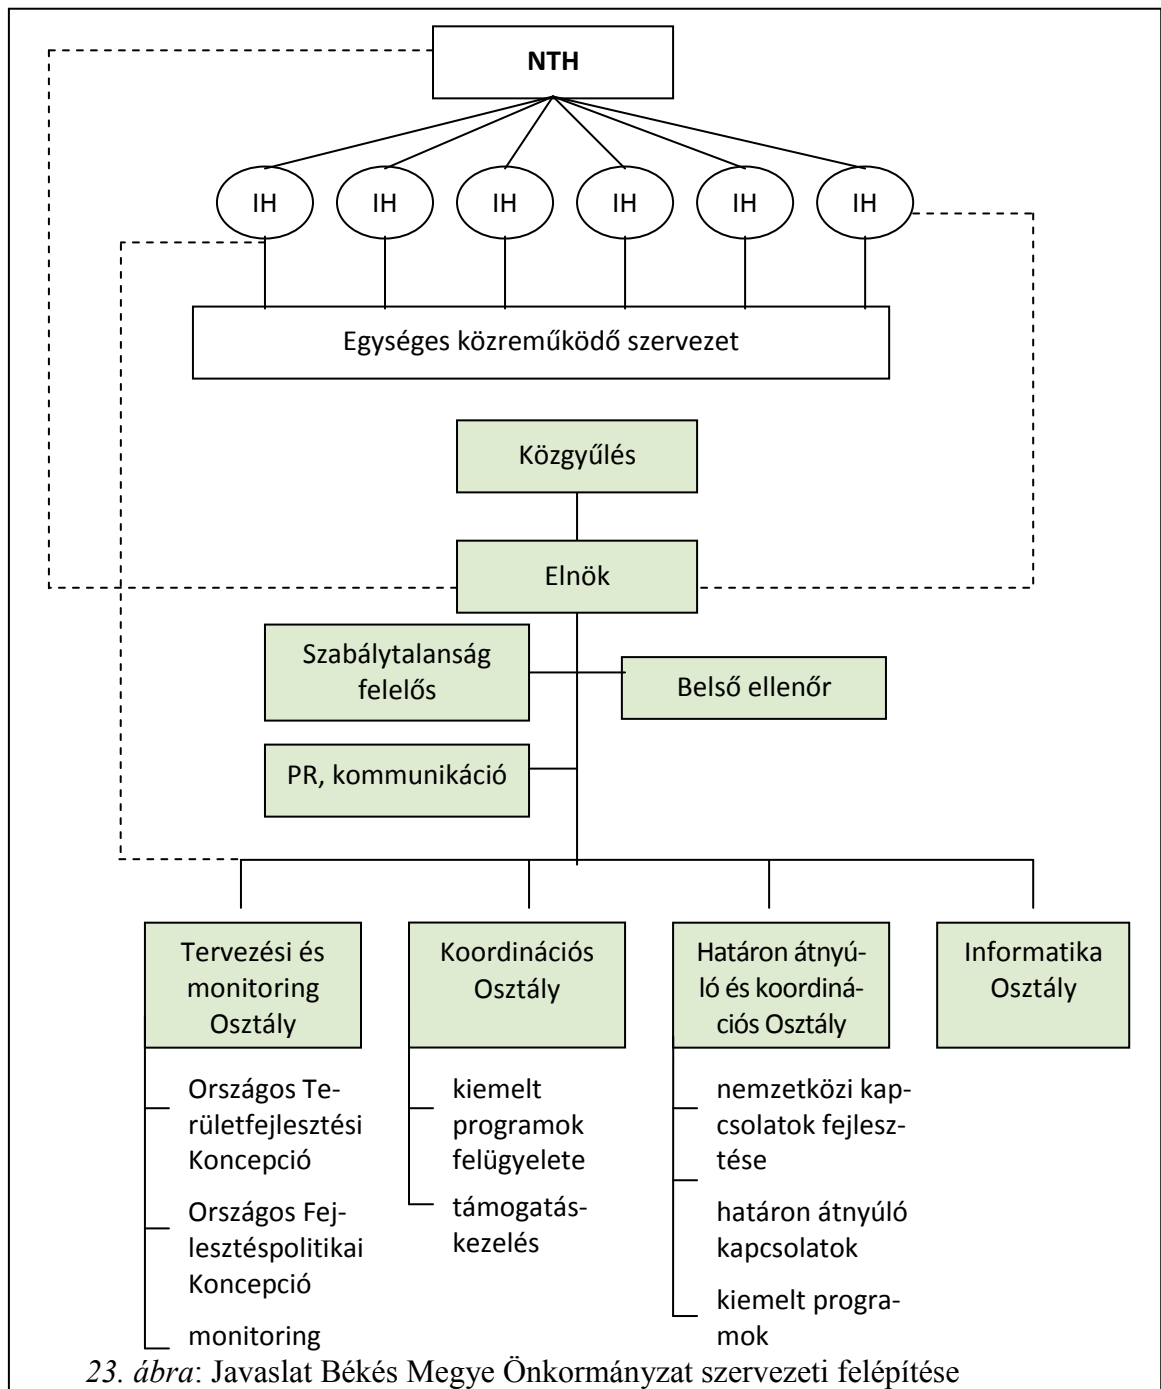 NTH
IH
IH
IH
IH
IH
IH
Egységes közreműködő szervezet
Közgyűlés
Elnök
Szabálytalanság
felelős
Belső ellenőr
PR, kommunikáció
Tervezési és
monitoring
Osztály
Koordinációs
Osztály
Határon átnyú-
ló és koordiná-
ciós Osztály
Informatika
Osztály
Országos Te-
rületfejlesztési
Koncepció
Országos Fej-
lesztéspolitikai
Koncepció
monitoring
kiemelt
programok
felügyelete
támogatás-
kezelés
nemzetközi kap-
csolatok fejlesz-
tése
határon átnyúló
kapcsolatok
kiemelt progra-
mok
23. ábra: Javaslat Békés Megye Önkormányzat szervezeti felépítése